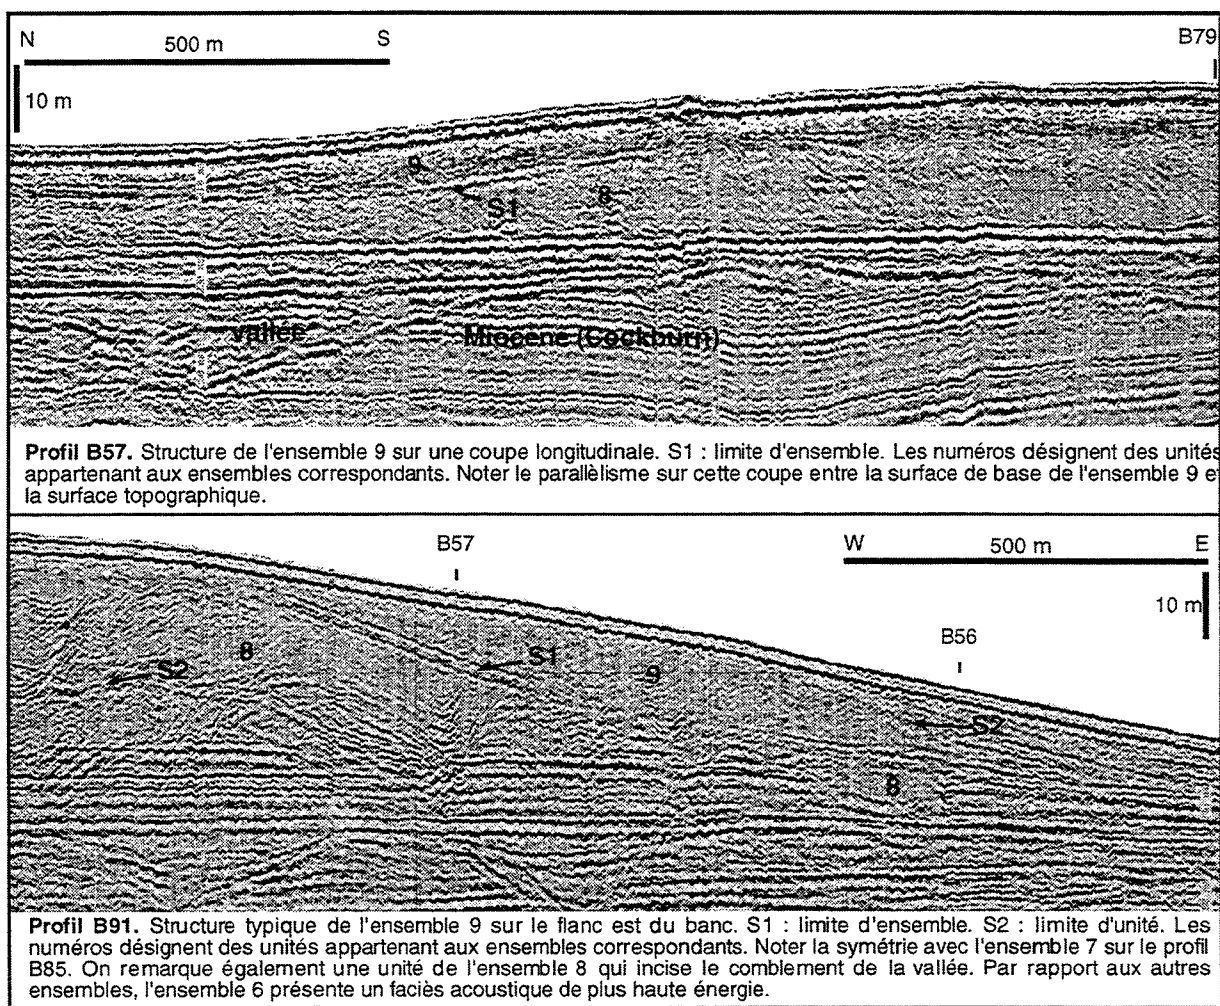 N 500 m S B79
10 m
9
S1 8
vallée Miocène (Cockburn)
Profil B57. Structure de l'ensemble 9 sur une coupe longitudinale. S1 : limite d'ensemble. Les numéros désignent des unités
appartenant aux ensembles correspondants. Noter le parallèlisme sur cette coupe entre la surface de base de l'ensemble 9 et
la surface topographique.
B57 W 500 m E
10 m
B56
8 S1
S2 9
S2
8
Profil B91. Structure typique de l'ensemble 9 sur le flanc est du banc. S1 : limite d'ensemble. S2 : limite d'unité. Les
numéros désignent des unités appartenant aux ensembles correspondants. Noter la symétrie avec l'ensemble 7 sur le profil
B85. On remarque également une unité de l'ensemble 8 qui incise le comblement de la vallée. Par rapport aux autres
ensembles, l'ensemble 6 présente un faciès acoustique de plus haute énergie.